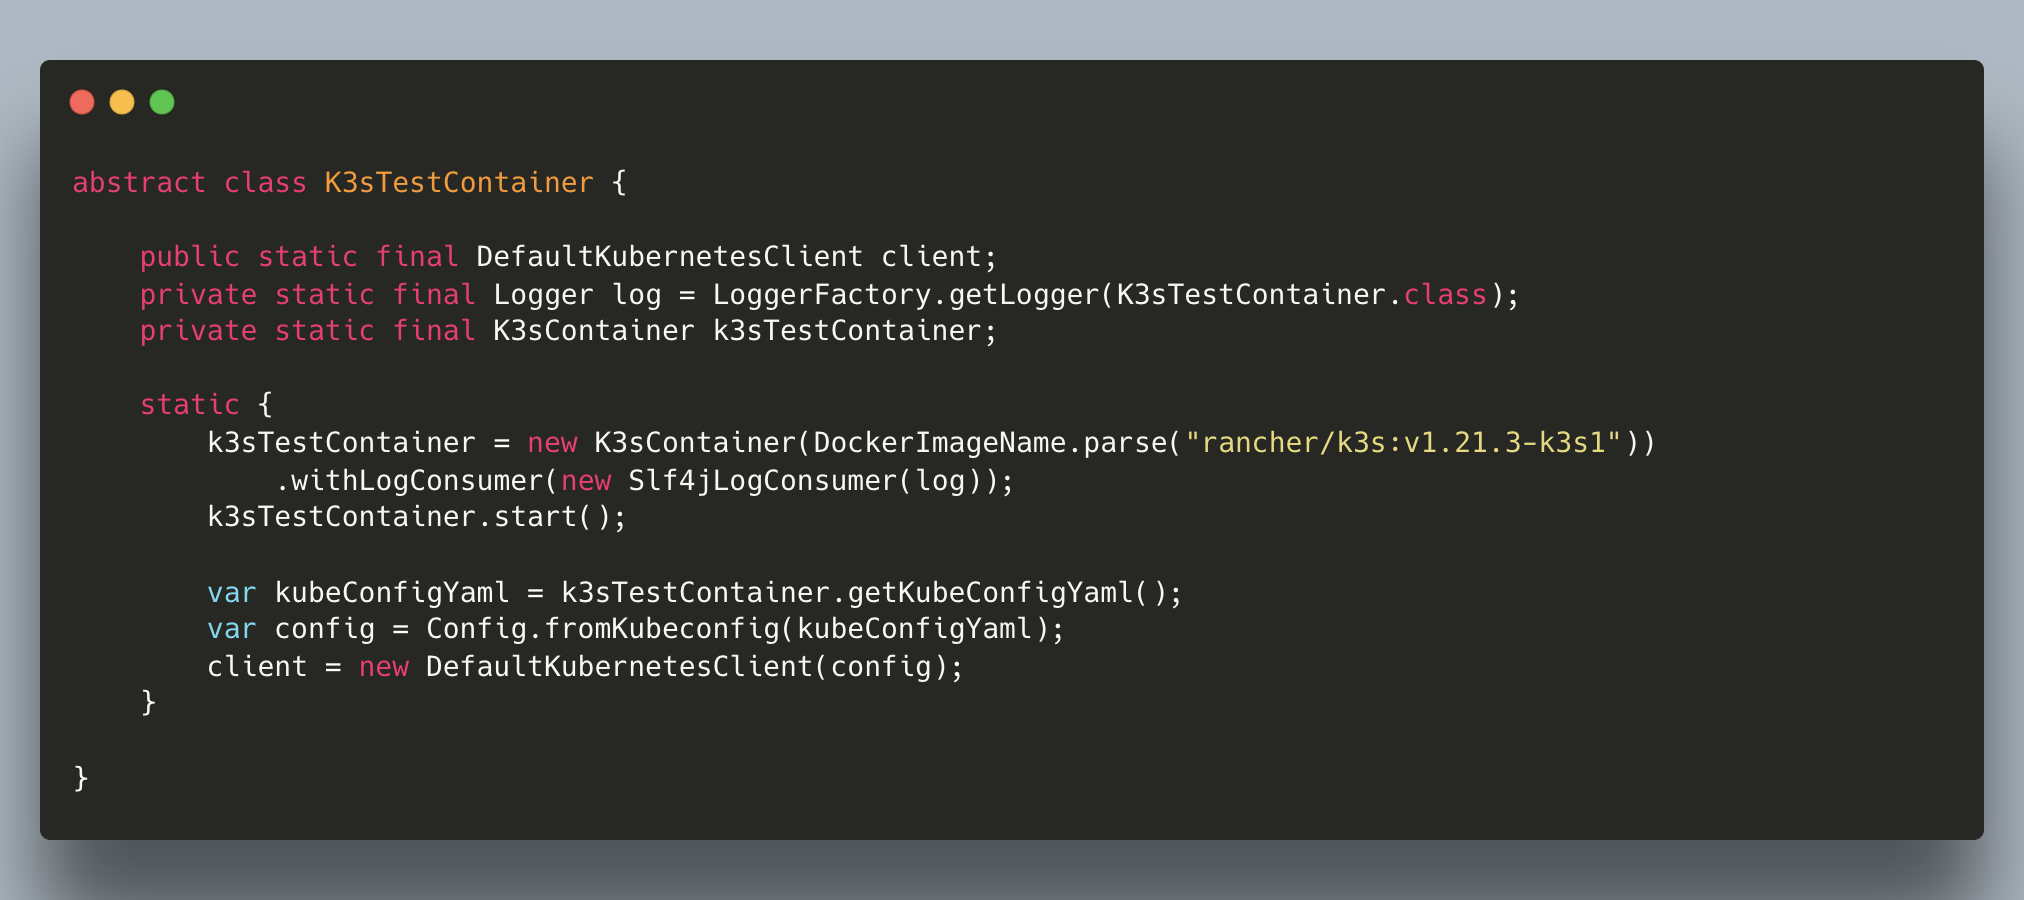 abstract class K3sTestContainer {

    public static final DefaultKubernetesClient client;
    private static final Logger log = LoggerFactory.getLogger(K3sTestContainer.class);
    private static final K3sContainer k3sTestContainer;

    static {
        k3sTestContainer = new K3sContainer(DockerImageName.parse("rancher/k3s:v1.21.3-k3s1"))
            .withLogConsumer(new Slf4jLogConsumer(log));
        k3sTestContainer.start();

        var kubeConfigYaml = k3sTestContainer.getKubeConfigYaml();
        var config = Config.fromKubeconfig(kubeConfigYaml);
        client = new DefaultKubernetesClient(config);
    }

}